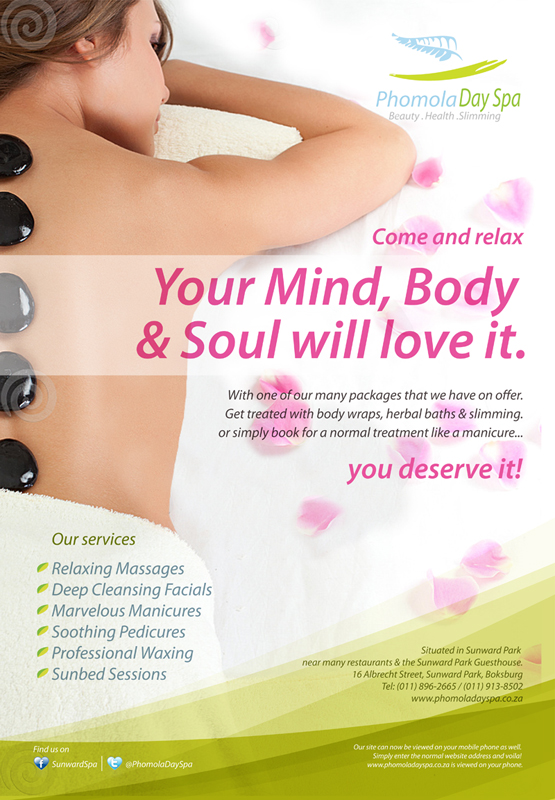 Phomola Day Spa
Beauty . Health .Slimming
Come and relax
Your Mind, Body
& Soul will love it.
With one of our many packages that we have on offer.
Get treated with body wraps, herbal baths & slimming.
or simply book for a normal treatment like a manicure...
you deserve it!
Our services
Relaxing Massages
Deep Cleansing Facials
Marvelous Manicures
Soothing Pedicures
Professional Waxing
Sunbed Sessions
Situated in Sunward Park
near many restaurants & the Sunward Park Guesthouse.
16 Albrecht Street, Sunward Park, Boksburg
Tel: (011) 896-2665 / (011) 913-8502
www.phomoladayspa.co.za
Find us on
f SunwardSpa t @PhomolaDaySpa
Our site can now be viewed on your mobile phone as well.
Simply enter the normal website address and voila!
www.phomoladayspa.co.za is viewed on your phone.